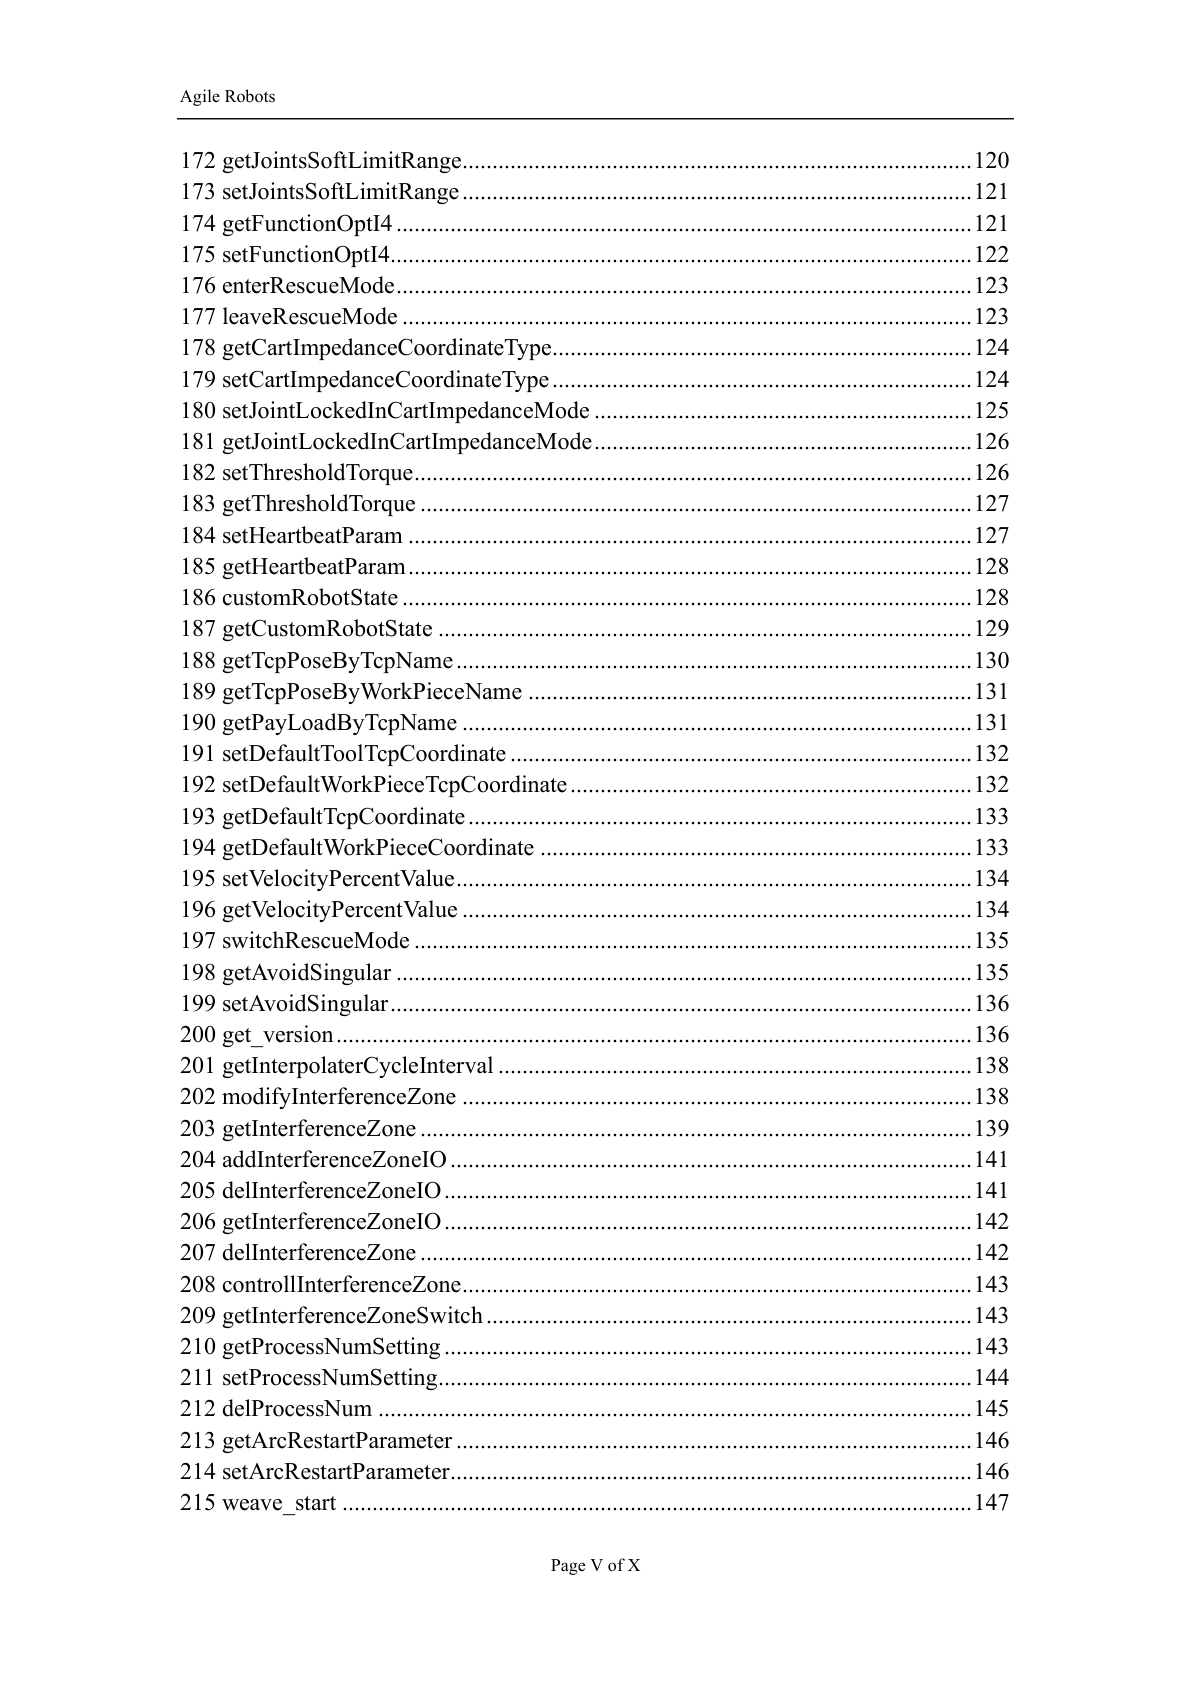 Agile Robots
172 getJointsSoftLimitRange....................120
173 setJointsSoftLimitRange....................121
174 getFunctionOptI4....................121
175 setFunctionOptI4....................122
176 enterRescueMode....................123
177 leaveRescueMode....................123
178 getCartImpedanceCoordinateType....................124
179 setCartImpedanceCoordinateType....................124
180 setJointLockedInCartImpedanceMode....................125
181 getJointLockedInCartImpedanceMode....................126
182 setThresholdTorque....................126
183 getThresholdTorque....................127
184 setHeartbeatParam....................127
185 getHeartbeatParam....................128
186 customRobotState....................128
187 getCustomRobotState....................129
188 getTcpPoseByTcpName....................130
189 getTcpPoseByWorkPieceName....................131
190 getPayLoadByTcpName....................131
191 setDefaultToolTcpCoordinate....................132
192 setDefaultWorkPieceTcpCoordinate....................132
193 getDefaultTcpCoordinate....................133
194 getDefaultWorkPieceCoordinate....................133
195 setVelocityPercentValue....................134
196 getVelocityPercentValue....................134
197 switchRescueMode....................135
198 getAvoidSingular....................135
199 setAvoidSingular....................136
200 get_version....................136
201 getInterpolaterCycleInterval....................138
202 modifyInterferenceZone....................138
203 getInterferenceZone....................139
204 addInterferenceZoneIO....................141
205 delInterferenceZoneIO....................141
206 getInterferenceZoneIO....................142
207 delInterferenceZone....................142
208 controllInterferenceZone....................143
209 getInterferenceZoneSwitch....................143
210 getProcessNumSetting....................143
211 setProcessNumSetting....................144
212 delProcessNum....................145
213 getArcRestartParameter....................146
214 setArcRestartParameter....................146
215 weave_start....................147
Page V of X